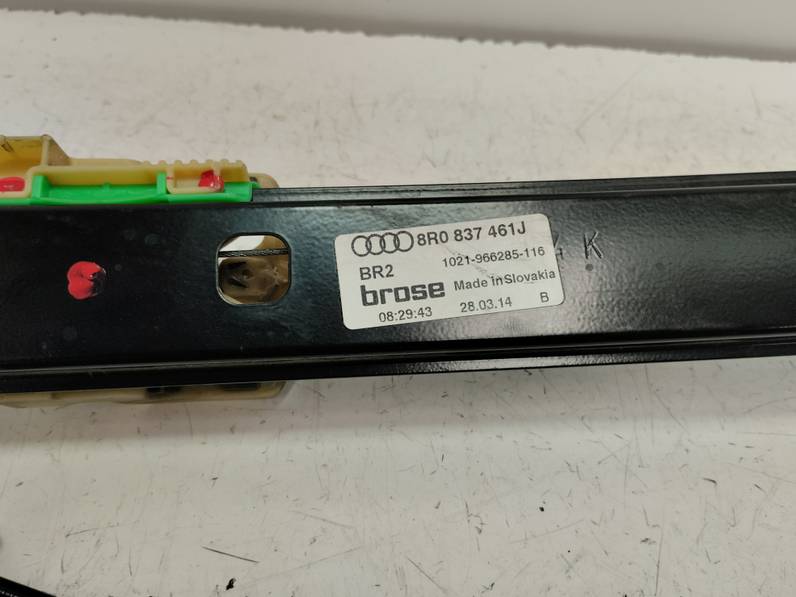 8R0 837 461J
BR2 1021-966285-116
brose Made in Slovakia
08:29:43 28.03.14 B
K